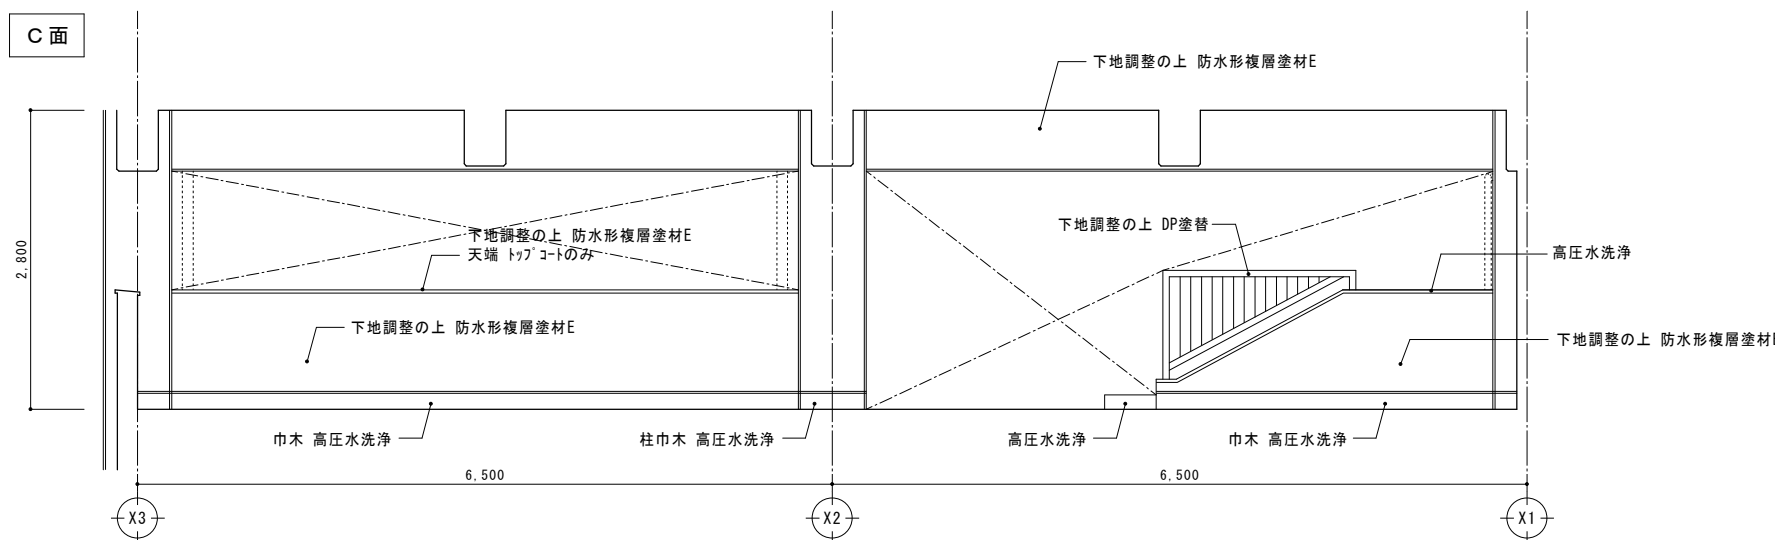 C面
下地調整の上 防水形複層塗材E
2,800
下地調整の上 防水形複層塗材E
天端 トップコートのみ
下地調整の上 DP塗替
高圧水洗浄
下地調整の上 防水形複層塗材E
下地調整の上 防水形複層塗材
巾木 高圧水洗浄
柱巾木 高圧水洗浄
高圧水洗浄
巾木 高圧水洗浄
6,500
6,500
X3
X2
X1